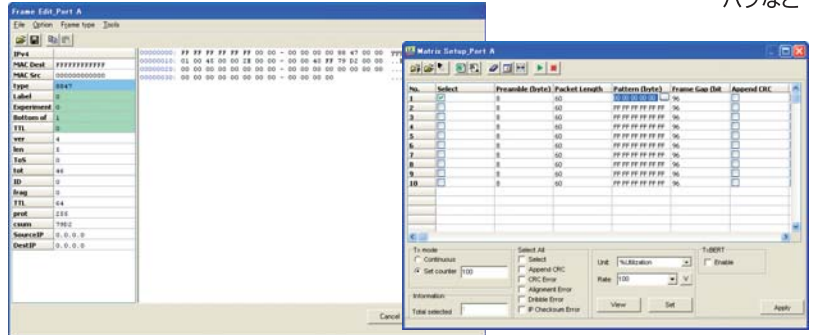 パソなど
Frame Edit_Port A
File Option Frame type Tools
IPv4
MAC Dest FFFFFFFFFFFF
MAC Src 000000000000
type 8847
Label 0
Experiment 0
Bottom of 1
TTL 0
ver 4
len 5
ToS 0
tot 46
ID 0
frag 0
TTL 64
prot 255
csum 79D2
SourceIP 0.0.0.0
DestIP 0.0.0.0
00000000: FF FF FF FF FF FF 00 00 - 00 00 00 00 88 47 00 00
00000010: 01 00 45 00 00 2E 00 00 - 00 00 40 FF 79 D2 00 00
00000020: 00 00 00 00 00 00 00 00 - 00 00 00 00 00 00 00 00
00000030: 00 00 00 00 00 00 00 00 - 00 00 00 00
Cancel
Matrix Setup_Port A
No. Select Preamble (byte) Packet Length Pattern (byte) Frame Gap (bit Append CRC
1 8 60 00 00 00 00 00 96
2 8 60 FF FF FF FF FF FF 96
3 8 60 FF FF FF FF FF FF 96
4 8 60 FF FF FF FF FF FF 96
5 8 60 FF FF FF FF FF FF 96
6 8 60 FF FF FF FF FF FF 96
7 8 60 FF FF FF FF FF FF 96
8 8 60 FF FF FF FF FF FF 96
9 8 60 FF FF FF FF FF FF 96
10 8 60 FF FF FF FF FF FF 96
Tx mode
Continuous
Set counter 100
Information
Total selected 1
Select All
Select
Append CRC
CRC Error
Alignment Error
Dribble Error
IP Checksum Error
Unit %Utilization
Rate 100 V
View Set
TxBERT
Enable
Apply